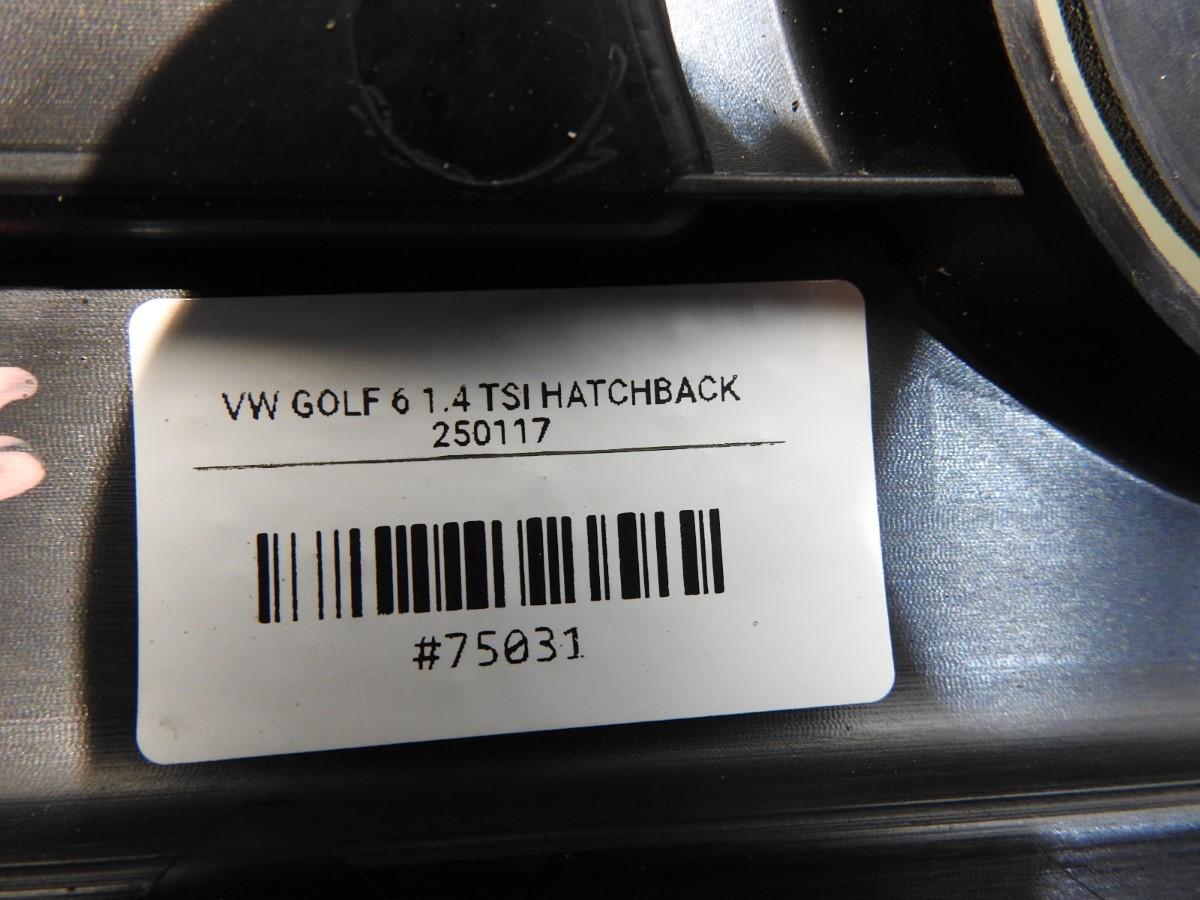 VW GOLF 6 1.4 TSI HATCHBACK
250117
#75031